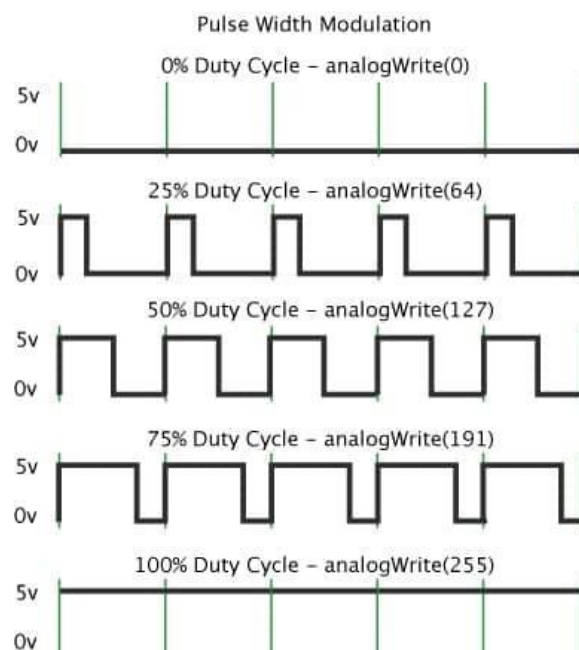 Pulse Width Modulation
0% Duty Cycle – analogWrite(0)
5v
0v
25% Duty Cycle – analogWrite(64)
5v
0v
50% Duty Cycle – analogWrite(127)
5v
0v
75% Duty Cycle – analogWrite(191)
5v
0v
100% Duty Cycle – analogWrite(255)
5v
0v